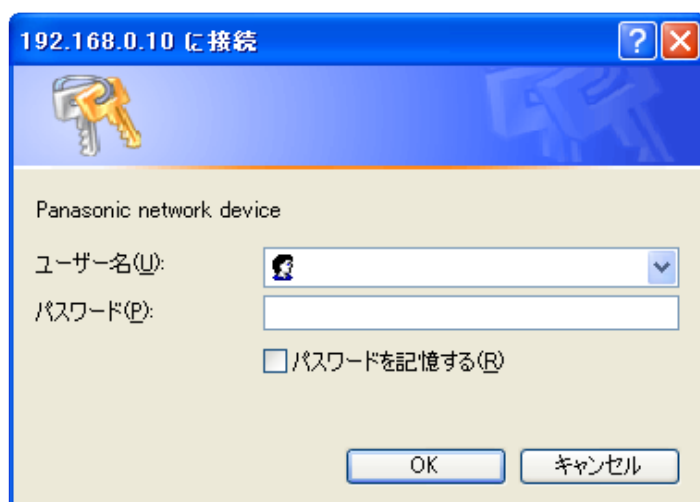 192.168.0.10 に接続
Panasonic network device
ユーザー名(U):
パスワード(P):
パスワードを記憶する(R)
OK
キャンセル